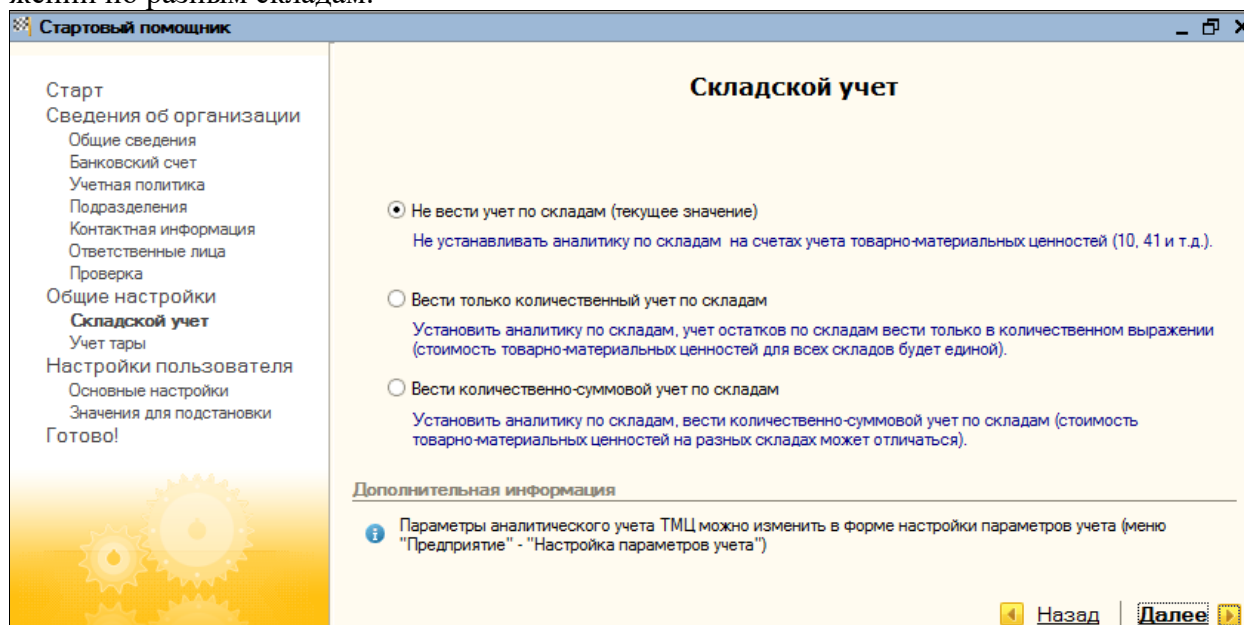 жении по разным складам.
Стартовый помощник
Старт
Сведения об организации
Общие сведения
Банковский счет
Учетная политика
Подразделения
Контактная информация
Ответственные лица
Проверка
Общие настройки
Складской учет
Учет тары
Настройки пользователя
Основные настройки
Значения для подстановки
Готово!
Складской учет
Не вести учет по складам (текущее значение)
Не устанавливать аналитику по складам на счетах учета товарно-материальных ценностей (10, 41 и т.д.).
Вести только количественный учет по складам
Установить аналитику по складам, учет остатков по складам вести только в количественном выражении
(стоимость товарно-материальных ценностей для всех складов будет единой).
Вести количественно-суммовой учет по складам
Установить аналитику по складам, вести количественно-суммовой учет по складам (стоимость
товарно-материальных ценностей на разных складах может отличаться).
Дополнительная информация
Параметры аналитического учета ТМЦ можно изменить в форме настройки параметров учета (меню
"Предприятие" - "Настройка параметров учета")
Назад
Далее